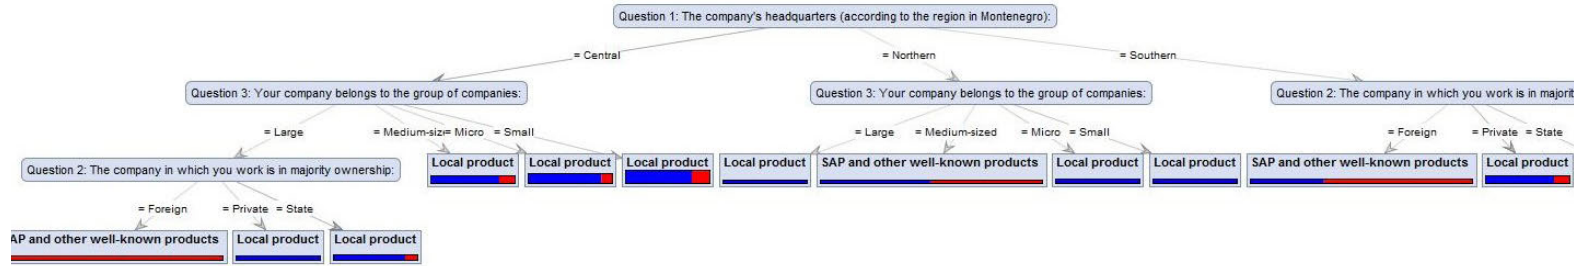 Question 1: The company's headquarters (according to the region in Montenegro):
= Central
= Northern
= Southern
Question 3: Your company belongs to the group of companies:
Question 3: Your company belongs to the group of companies:
Question 2: The company in which you work is in majorit
= Large
= Medium-siz
= Micro
= Small
= Large
= Medium-sized
= Micro
= Small
= Foreign
= Private
= State
Question 2: The company in which you work is in majority ownership:
Local product
Local product
Local product
Local product
SAP and other well-known products
Local product
Local product
SAP and other well-known products
Local product
= Foreign
= Private
= State
AP and other well-known products
Local product
Local product